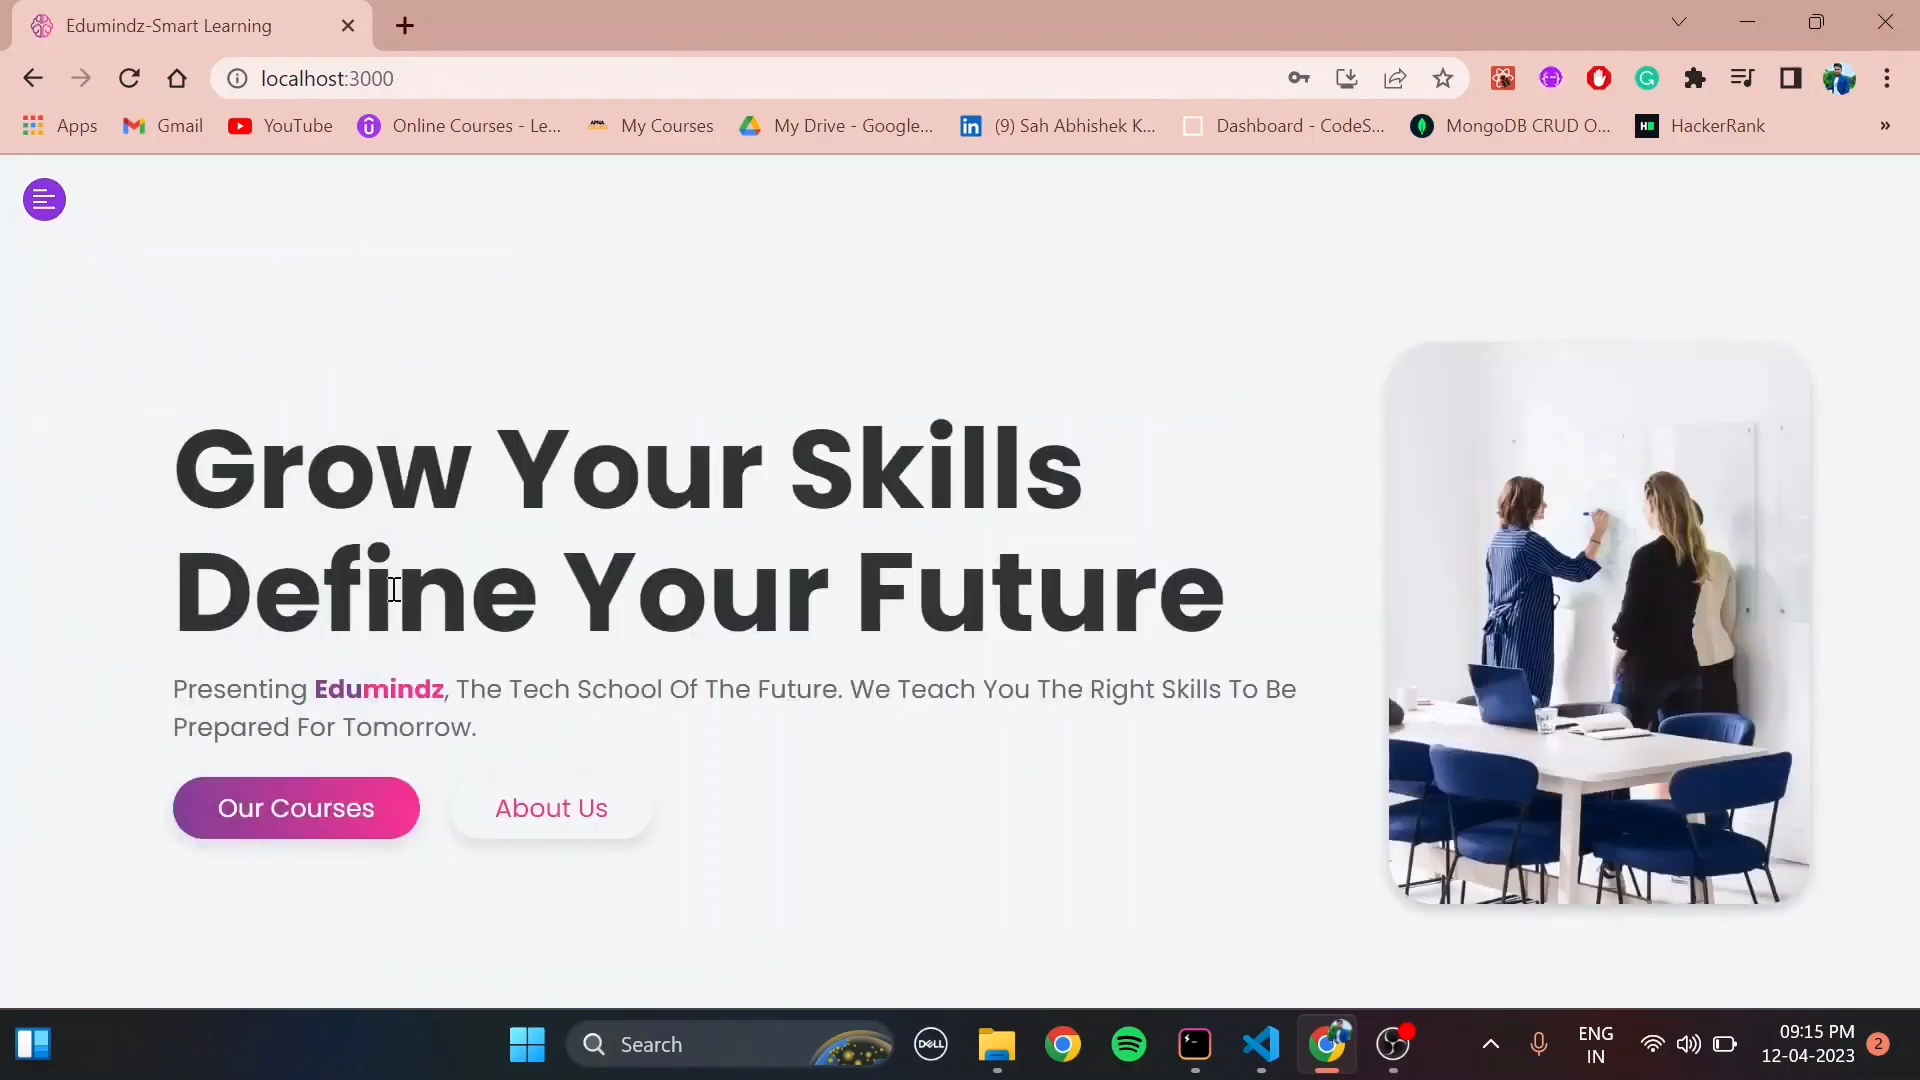 Edumindz-Smart Learning
localhost:3000
Apps
Gmail
YouTube
Online Courses - Le...
APNA
My Courses
My Drive - Google...
(9) Sah Abhishek K...
Dashboard - CodeS...
MongoDB CRUD O...
HackerRank
»
Grow Your Skills
Define Your Future
Presenting Edumindz, The Tech School Of The Future. We Teach You The Right Skills To Be
Prepared For Tomorrow.
Our Courses
About Us
Search
DELL
ENG
IN
09:15 PM
12-04-2023
2